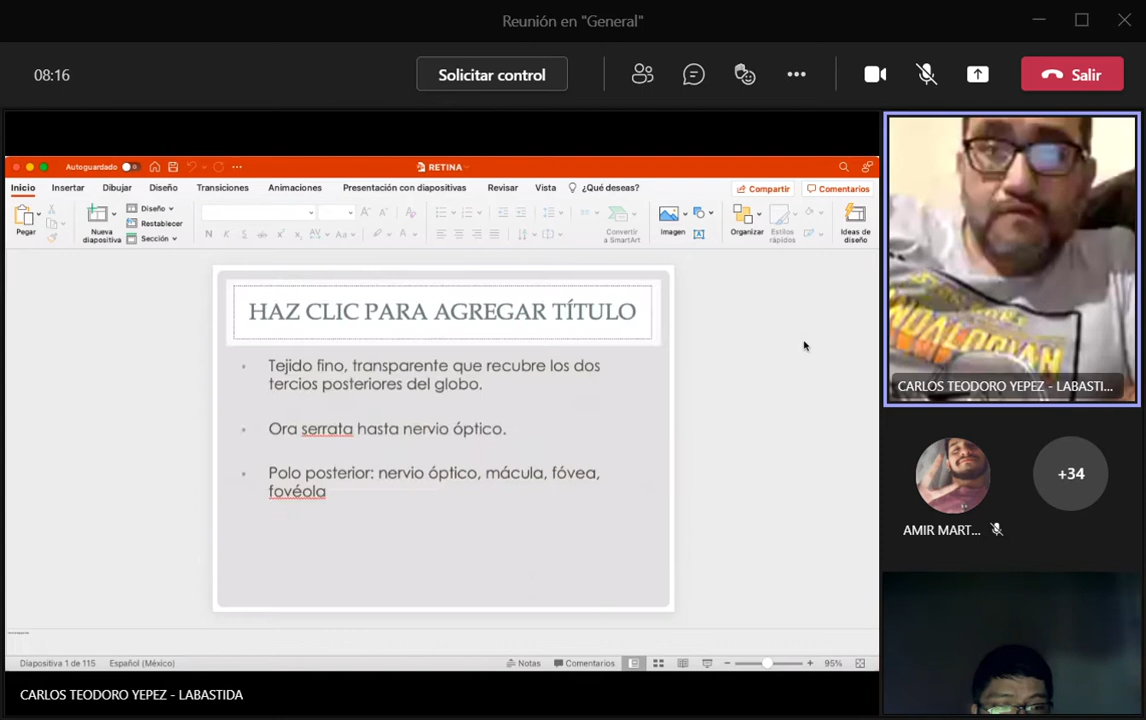 Reunión en "General"
08:16
Solicitar control
Salir
Autoguardado
RETINA
Inicio Insertar Dibujar Diseño Transiciones Animaciones Presentación con diapositivas Revisar Vista ¿Qué deseas?
Compartir Comentarios
Pegar
Nueva diapositiva
Diseño
Restablecer
Sección
Convertir a SmartArt
Imagen
Organizar
Estilos rápidos
Ideas de diseño
HAZ CLIC PARA AGREGAR TÍTULO
• Tejido fino, transparente que recubre los dos
tercios posteriores del globo.
• Ora serrata hasta nervio óptico.
• Polo posterior: nervio óptico, mácula, fóvea,
fovéola
Diapositiva 1 de 115 Español (México) Notas Comentarios 95%
CARLOS TEODORO YEPEZ - LABASTIDA
CARLOS TEODORO YEPEZ - LABASTI...
AMIR MART...
+34